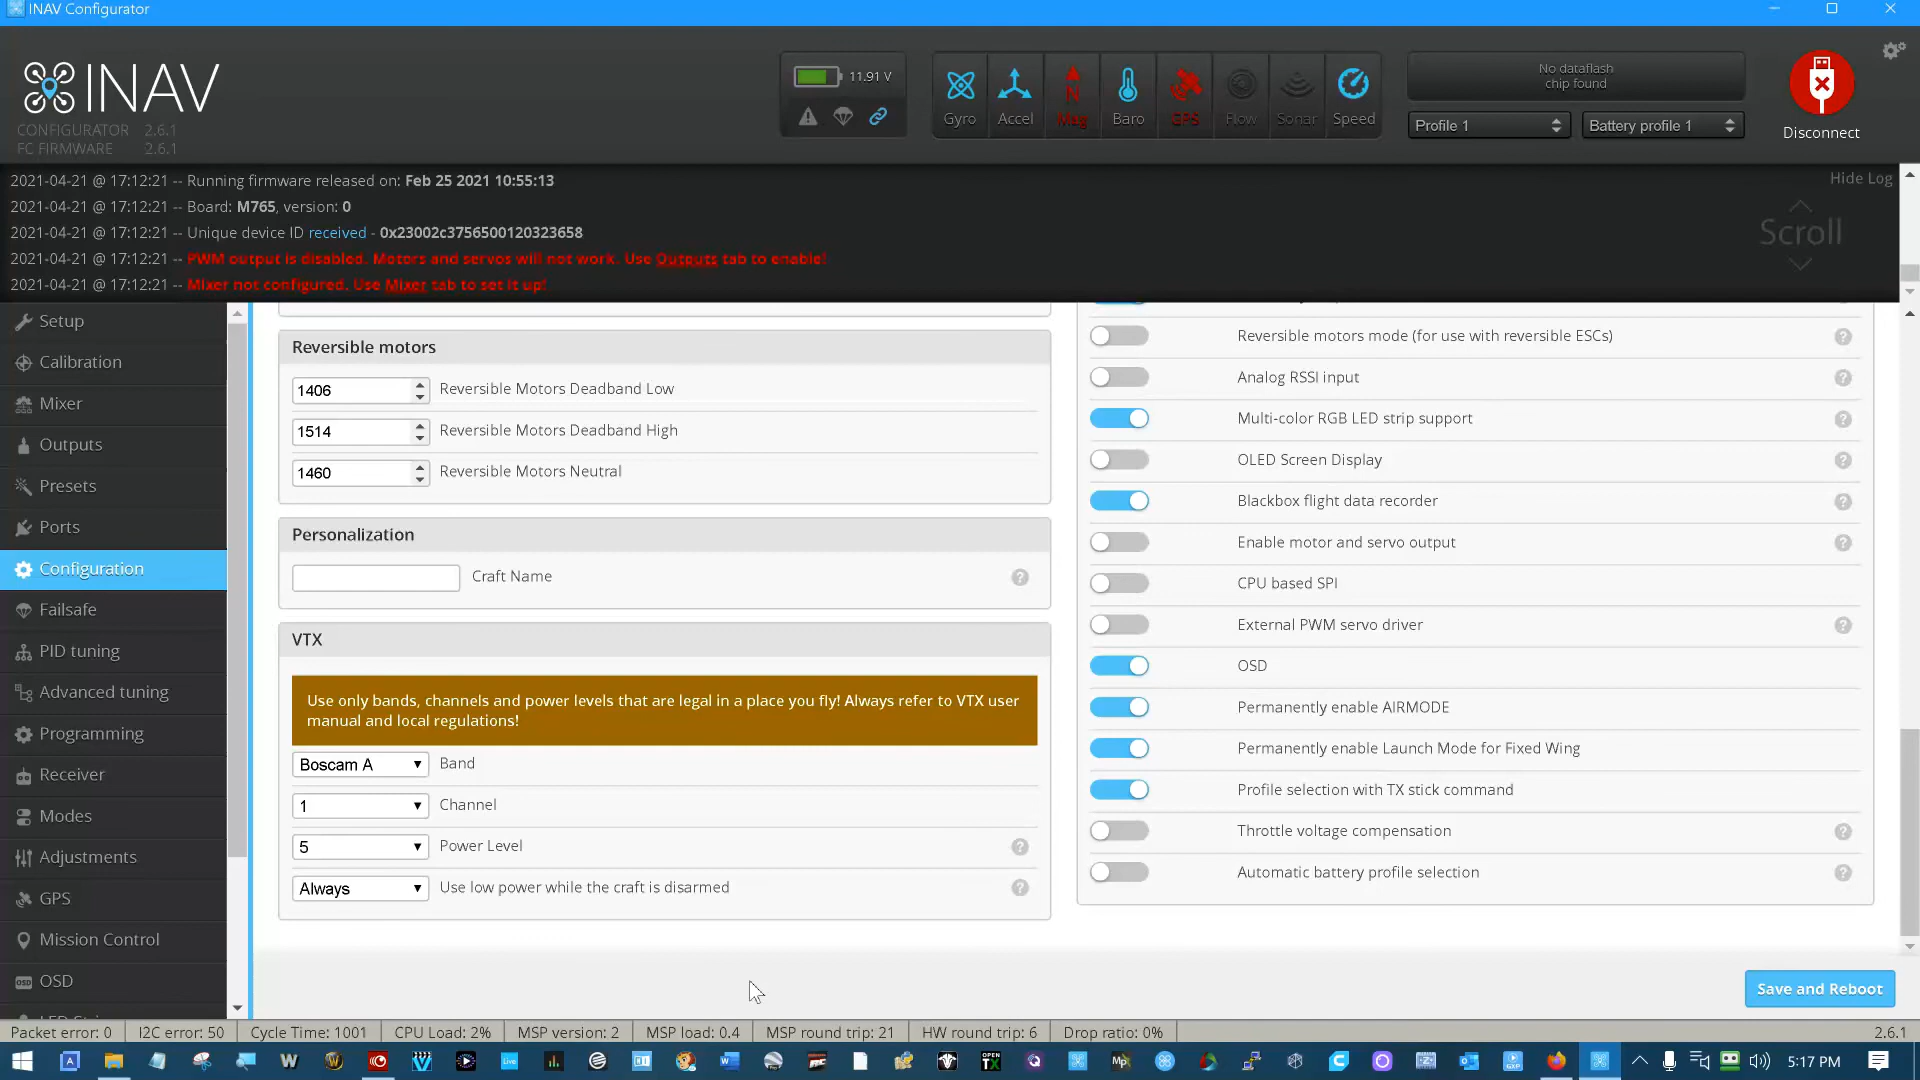 INAV Configurator
INAV
CONFIGURATOR 2.6.1
FC FIRMWARE 2.6.1
11.91 V
Gyro
Accel
Mag
Baro
GPS
Flow
Sonar
Speed
No dataflash
chip found
Profile 1
Battery profile 1
Disconnect
2021-04-21 @ 17:12:21 -- Running firmware released on: Feb 25 2021 10:55:13
2021-04-21 @ 17:12:21 -- Board: M765, version: 0
2021-04-21 @ 17:12:21 -- Unique device ID received - 0x23002c3756500120323658
2021-04-21 @ 17:12:21 -- PWM output is disabled. Motors and servos will not work. Use Outputs tab to enable!
2021-04-21 @ 17:12:21 -- Mixer not configured. Use Mixer tab to set it up!
Hide Log
Scroll
Setup
Calibration
Mixer
Outputs
Presets
Ports
Configuration
Failsafe
PID tuning
Advanced tuning
Programming
Receiver
Modes
Adjustments
GPS
Mission Control
OSD
Reversible motors
1406 Reversible Motors Deadband Low
1514 Reversible Motors Deadband High
1460 Reversible Motors Neutral
Personalization
Craft Name
VTX
Use only bands, channels and power levels that are legal in a place you fly! Always refer to VTX user
manual and local regulations!
Boscam A Band
1 Channel
5 Power Level
Always Use low power while the craft is disarmed
Reversible motors mode (for use with reversible ESCs)
Analog RSSI input
Multi-color RGB LED strip support
OLED Screen Display
Blackbox flight data recorder
Enable motor and servo output
CPU based SPI
External PWM servo driver
OSD
Permanently enable AIRMODE
Permanently enable Launch Mode for Fixed Wing
Profile selection with TX stick command
Throttle voltage compensation
Automatic battery profile selection
Save and Reboot
Packet error: 0
I2C error: 50
Cycle Time: 1001
CPU Load: 2%
MSP version: 2
MSP load: 0.4
MSP round trip: 21
HW round trip: 6
Drop ratio: 0%
2.6.1
5:17 PM